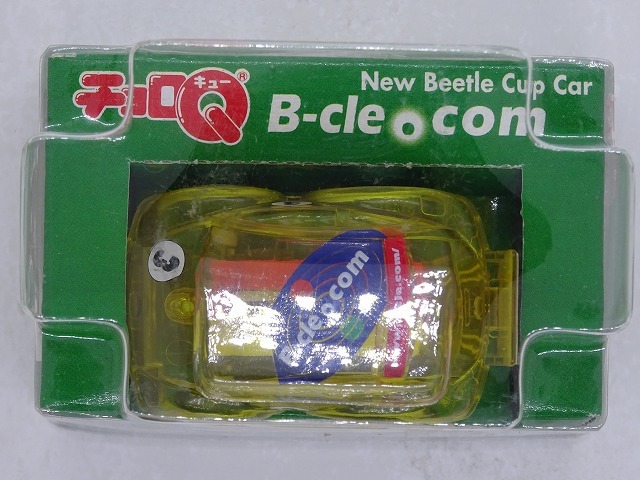 チョロQ®
キュー
New Beetle Cup Car
B-cle.com
3
B-cle.com